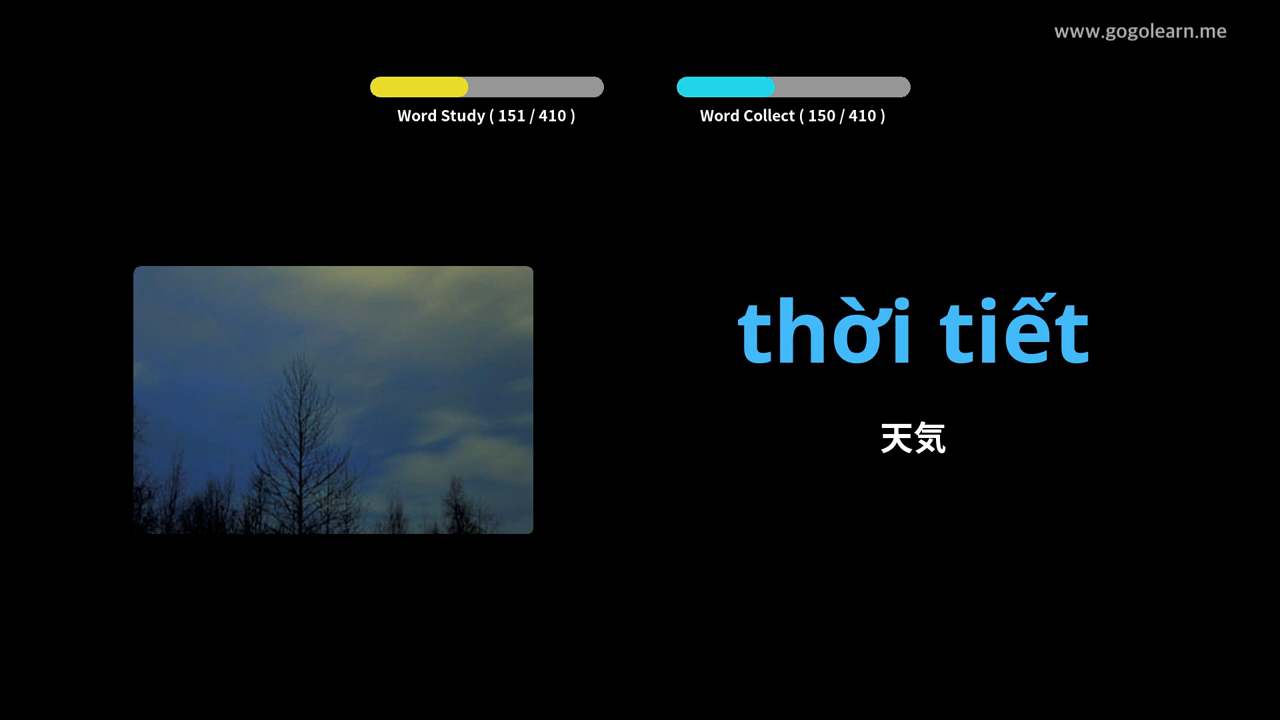 www.gogolearn.me
Word Study ( 151 / 410 )
Word Collect ( 150 / 410 )
thời tiết
天気